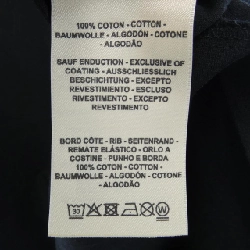 100% COTON - COTTON -
BAUMWOLLE - ALGODÓN - COTONE
- ALGODÃO
SAUF ENDUCTION - EXCLUSIVE OF
COATING - AUSSCHLIESSLICH
BESCHICHTUNG - EXCEPTO
REVESTIMIENTO - ESCLUSO
RIVESTIMENTO - EXCEPTO
REVESTIMENTO
BORD CÔTE - RIB - SEITENRAND -
REMATE ELÁSTICO - ORLO A
COSTINE - PUNHO E BORDA
100% COTON - COTTON -
BAUMWOLLE - ALGODÓN - COTONE
- ALGODÃO
30
W